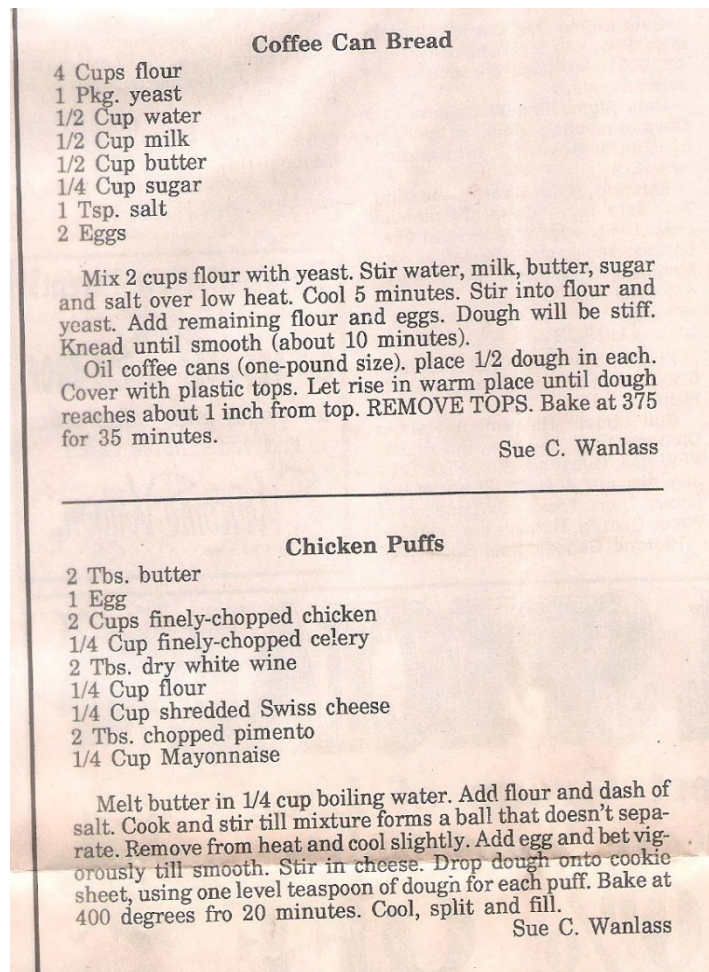 Coffee Can Bread
4 Cups flour
1 Pkg. yeast
1/2 Cup water
1/2 Cup milk
1/2 Cup butter
1/4 Cup sugar
1 Tsp. salt
2 Eggs
Mix 2 cups flour with yeast. Stir water, milk, butter, sugar
and salt over low heat. Cool 5 minutes. Stir into flour and
yeast. Add remaining flour and eggs. Dough will be stiff.
Knead until smooth (about 10 minutes).
Oil coffee cans (one-pound size). place 1/2 dough in each.
Cover with plastic tops. Let rise in warm place until dough
reaches about 1 inch from top. REMOVE TOPS. Bake at 375
for 35 minutes.
Sue C. Wanlass
Chicken Puffs
2 Tbs. butter
1 Egg
2 Cups finely-chopped chicken
1/4 Cup finely-chopped celery
2 Tbs. dry white wine
1/4 Cup flour
1/4 Cup shredded Swiss cheese
2 Tbs. chopped pimento
1/4 Cup Mayonnaise
Melt butter in 1/4 cup boiling water. Add flour and dash of
salt. Cook and stir till mixture forms a ball that doesn't sepa-
rate. Remove from heat and cool slightly. Add egg and bet vig-
orously till smooth. Stir in cheese. Drop dough onto cookie
sheet, using one level teaspoon of dough for each puff. Bake at
400 degrees fro 20 minutes. Cool, split and fill.
Sue C. Wanlass